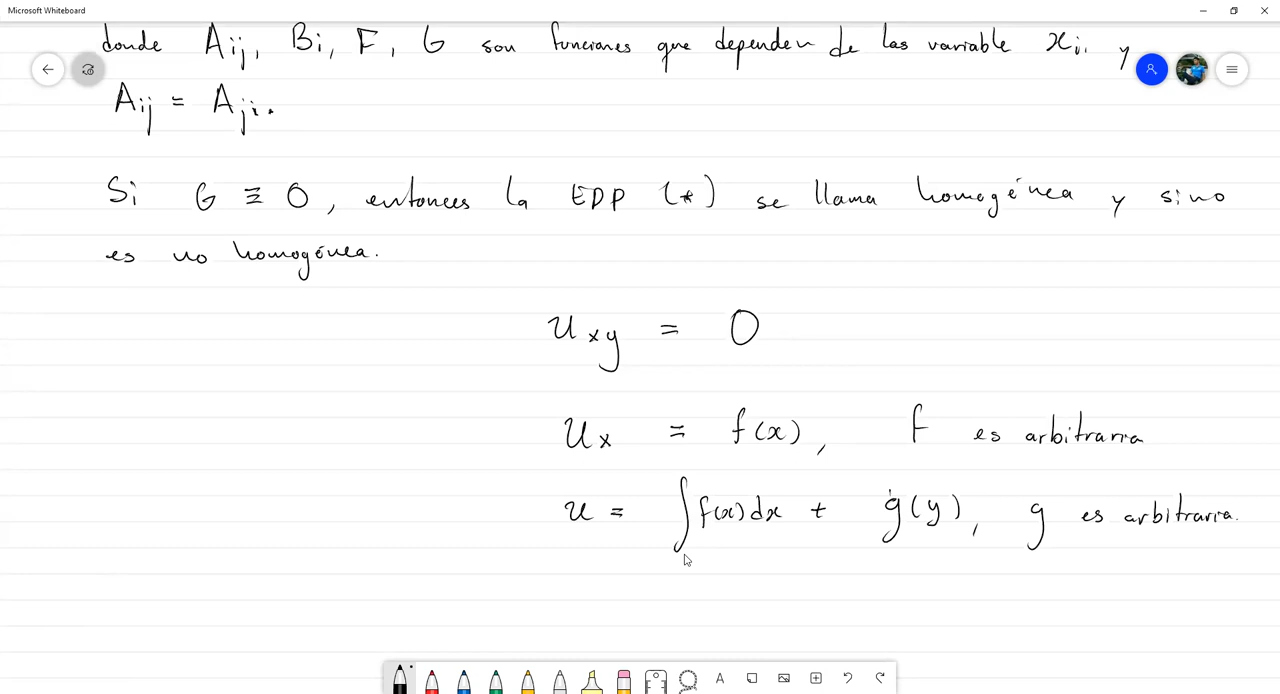 Microsoft Whiteboard
donde Aij, Bi, F, G son funciones que dependen de las variable xi, y
Aij = Aji.
Si G ≡ 0, entonces la EDP (*) se llama homogénea y sino
es no homogénea.
uxy = 0
ux = f(x), f es arbitraria
u = ∫f(x)dx + g(y), g es arbitraria.
A